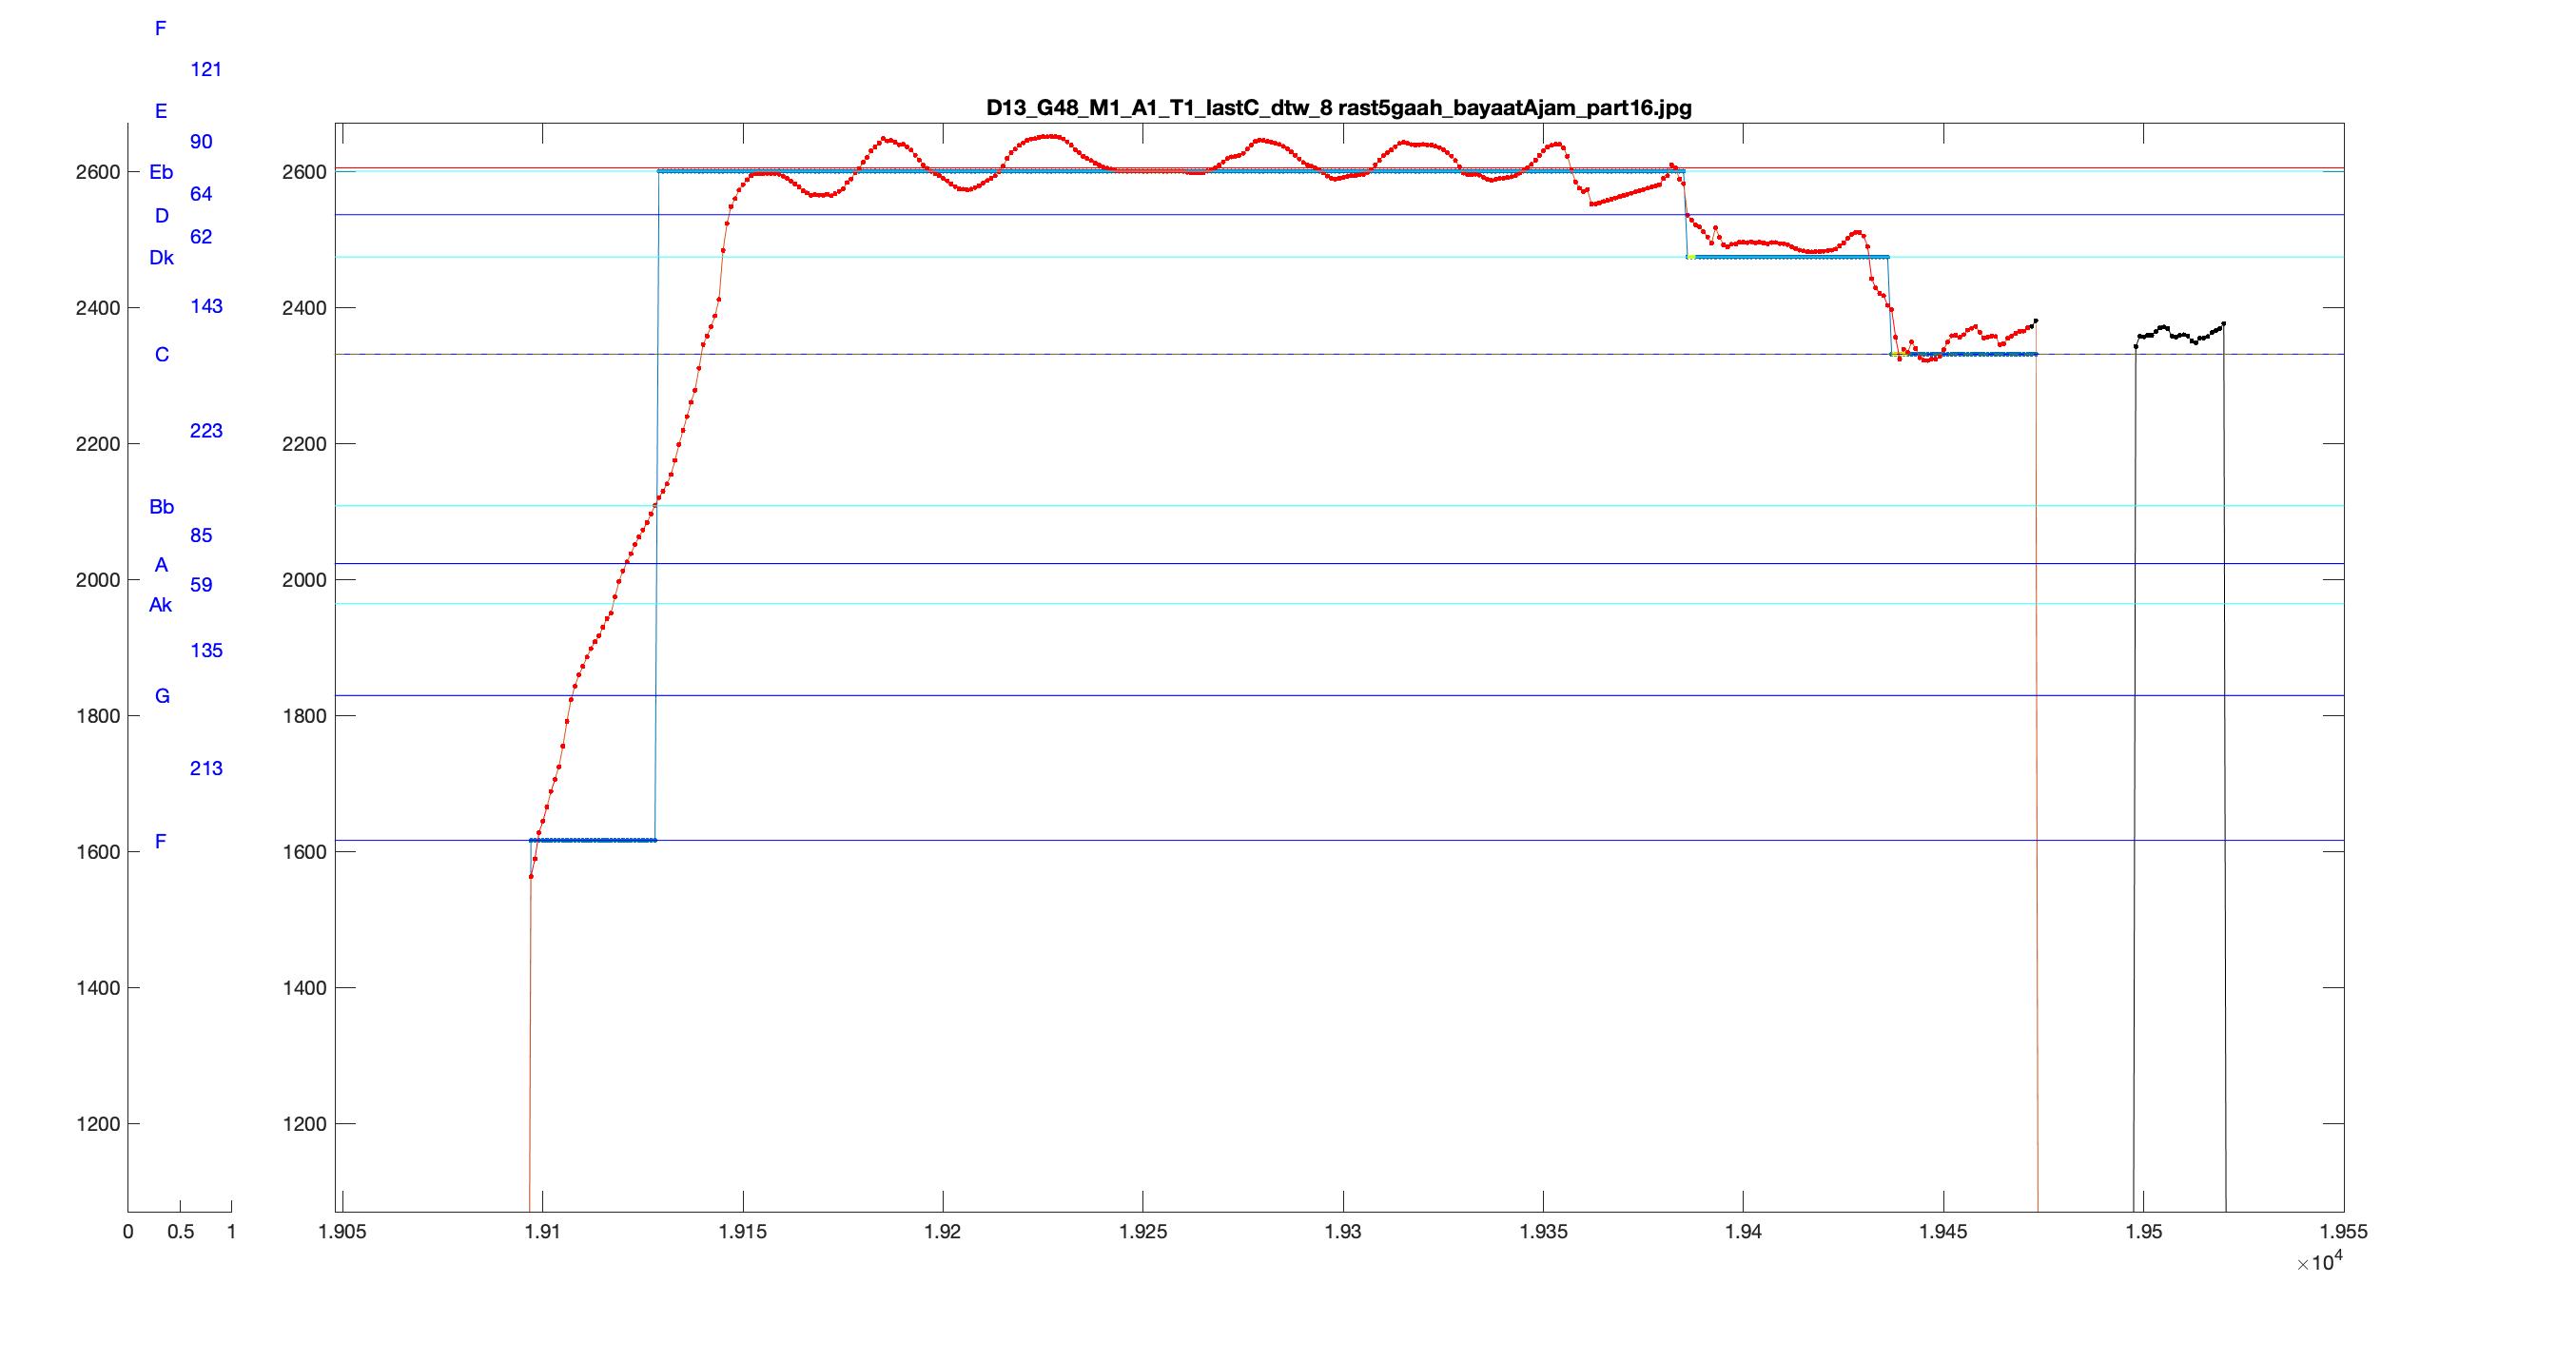 F
121
E
D13_G48_M1_A1_T1_lastC_dtw_8 rast5gaah_bayaatAjam_part16.jpg
90
2600 Eb 2600
64
D
62
Dk
2400 143 2400
C
223
2200 2200
Bb
85
A
2000 59 2000
Ak
135
G
1800 1800
213
F
1600 1600
1400 1400
1200 1200
0 0.5 1 1.905 1.91 1.915 1.92 1.925 1.93 1.935 1.94 1.945 1.95 1.955
×10⁴